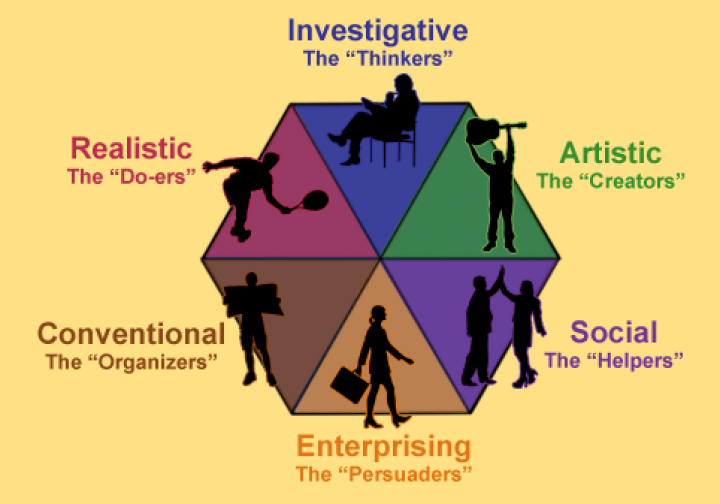 Investigative
The “Thinkers”
Realistic
The “Do-ers”
Artistic
The “Creators”
Conventional
The “Organizers”
Social
The “Helpers”
Enterprising
The “Persuaders”